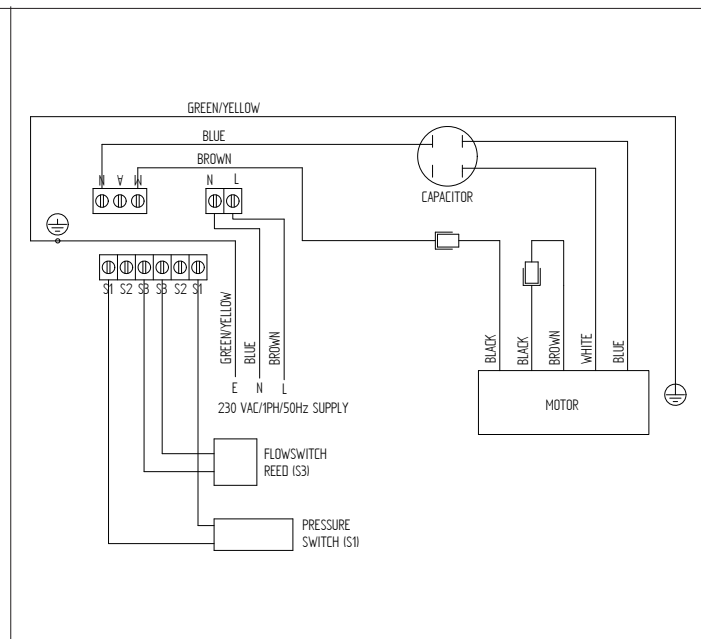 GREEN/YELLOW
BLUE
BROWN
N A M
N L
CAPACITOR
S1 S2 S3 S3 S2 S1
GREEN/YELLOW
BLUE
BROWN
BLACK
BLACK
BROWN
WHITE
BLUE
E N L
230 VAC/1PH/50Hz SUPPLY
MOTOR
FLOWSWITCH
REED (S3)
PRESSURE
SWITCH (S1)